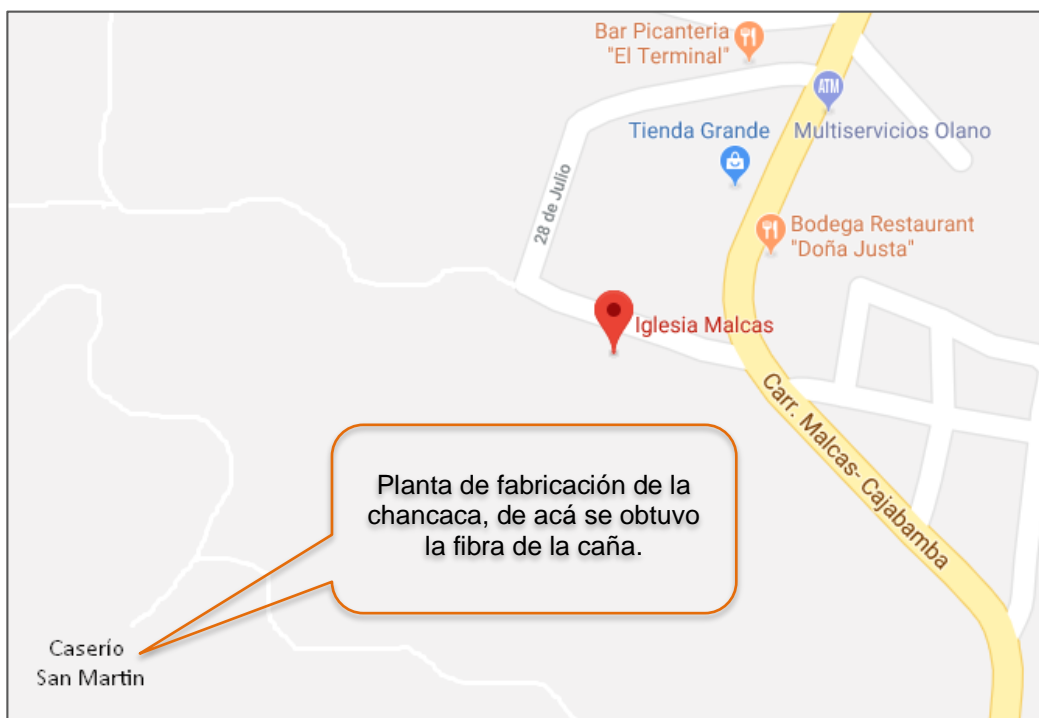 Bar Picanteria
"El Terminal"
ATM
Tienda Grande
Multiservicios Olano
28 de Julio
Bodega Restaurant
"Doña Justa"
Iglesia Malcas
Carr. Malcas- Cajabamba
Planta de fabricación de la
chancaca, de acá se obtuvo
la fibra de la caña.
Caserío
San Martin